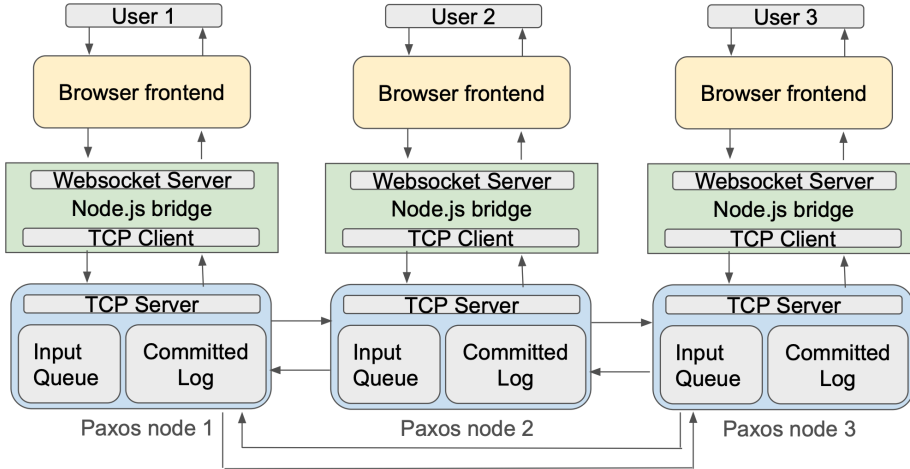 User 1
User 2
User 3
Browser frontend
Browser frontend
Browser frontend
Websocket Server
Websocket Server
Websocket Server
Node.js bridge
Node.js bridge
Node.js bridge
TCP Client
TCP Client
TCP Client
TCP Server
TCP Server
TCP Server
Input
Queue
Committed
Log
Input
Queue
Committed
Log
Input
Queue
Committed
Log
Paxos node 1
Paxos node 2
Paxos node 3